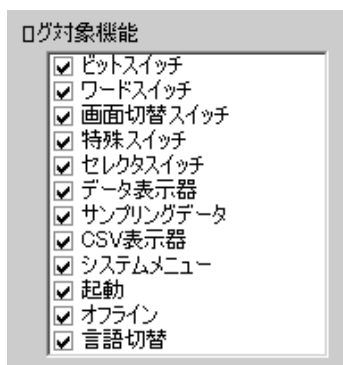 ログ対象機能
ビットスイッチ
ワードスイッチ
画面切替スイッチ
特殊スイッチ
セレクタスイッチ
データ表示器
サンプリングデータ
CSV表示器
システムメニュー
起動
オフライン
言語切替